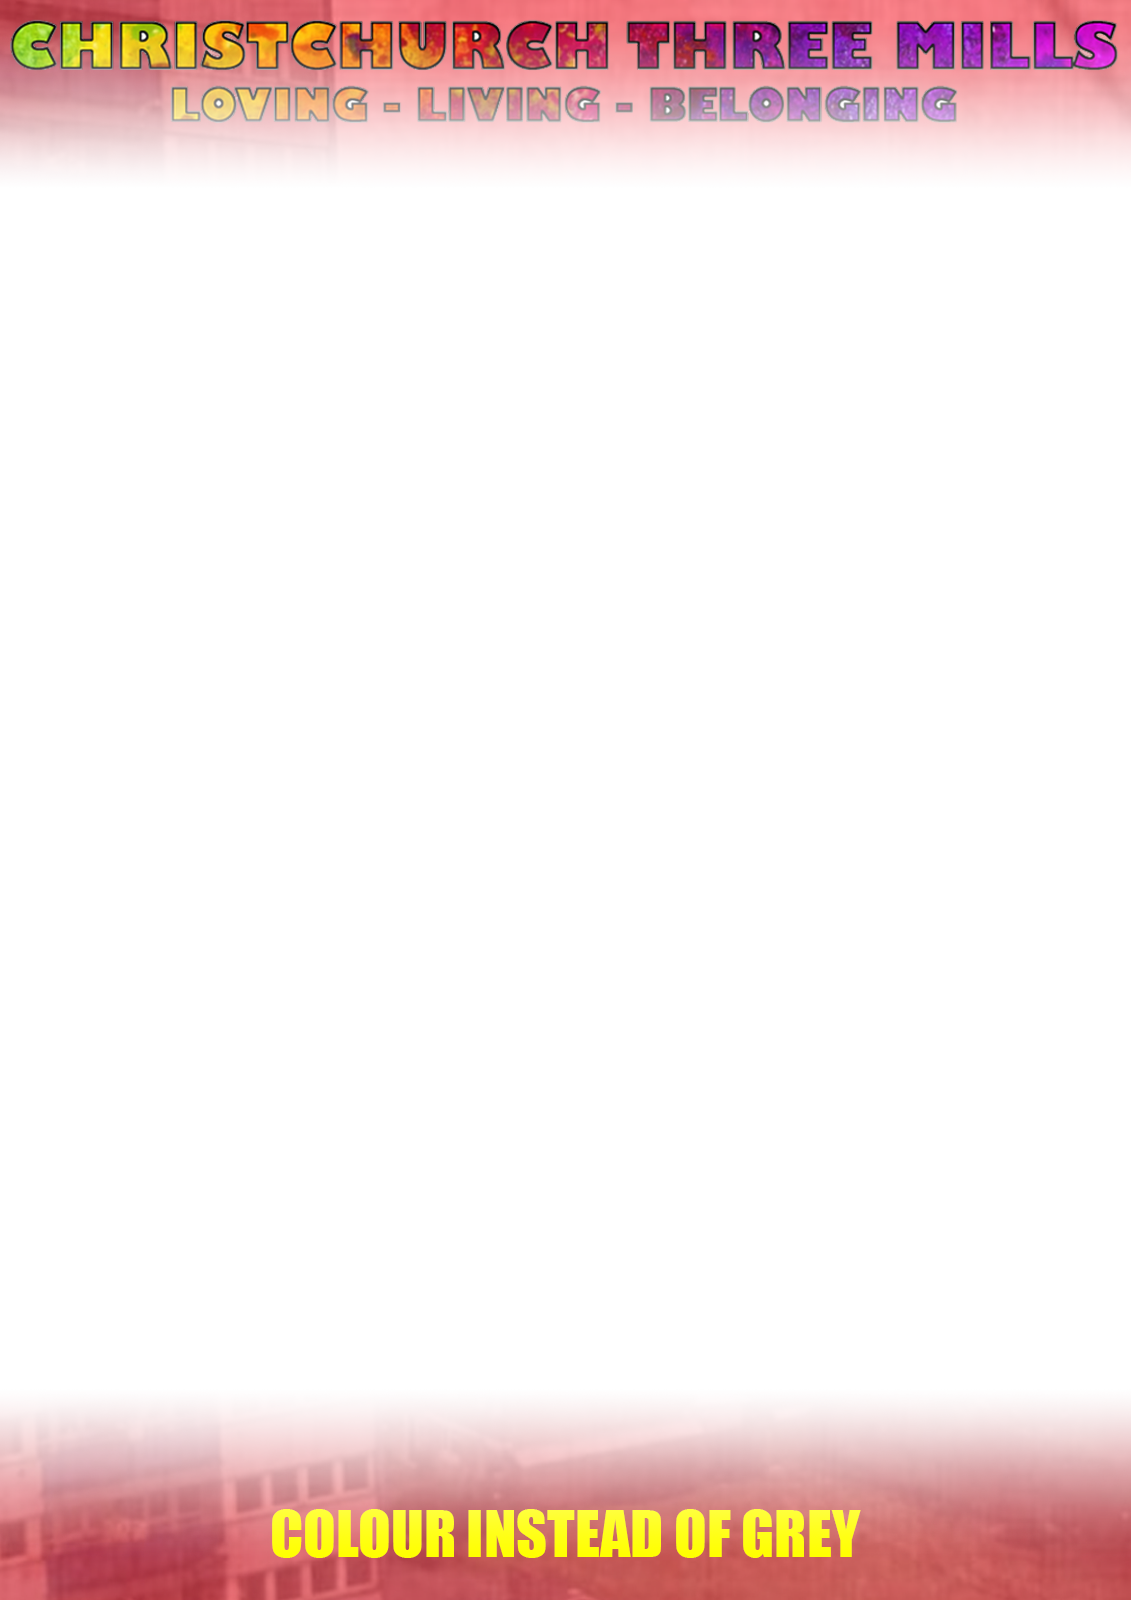 CHRISTCHURCH THREE MILLS
LOVING - LIVING - BELONGING
COLOUR INSTEAD OF GREY